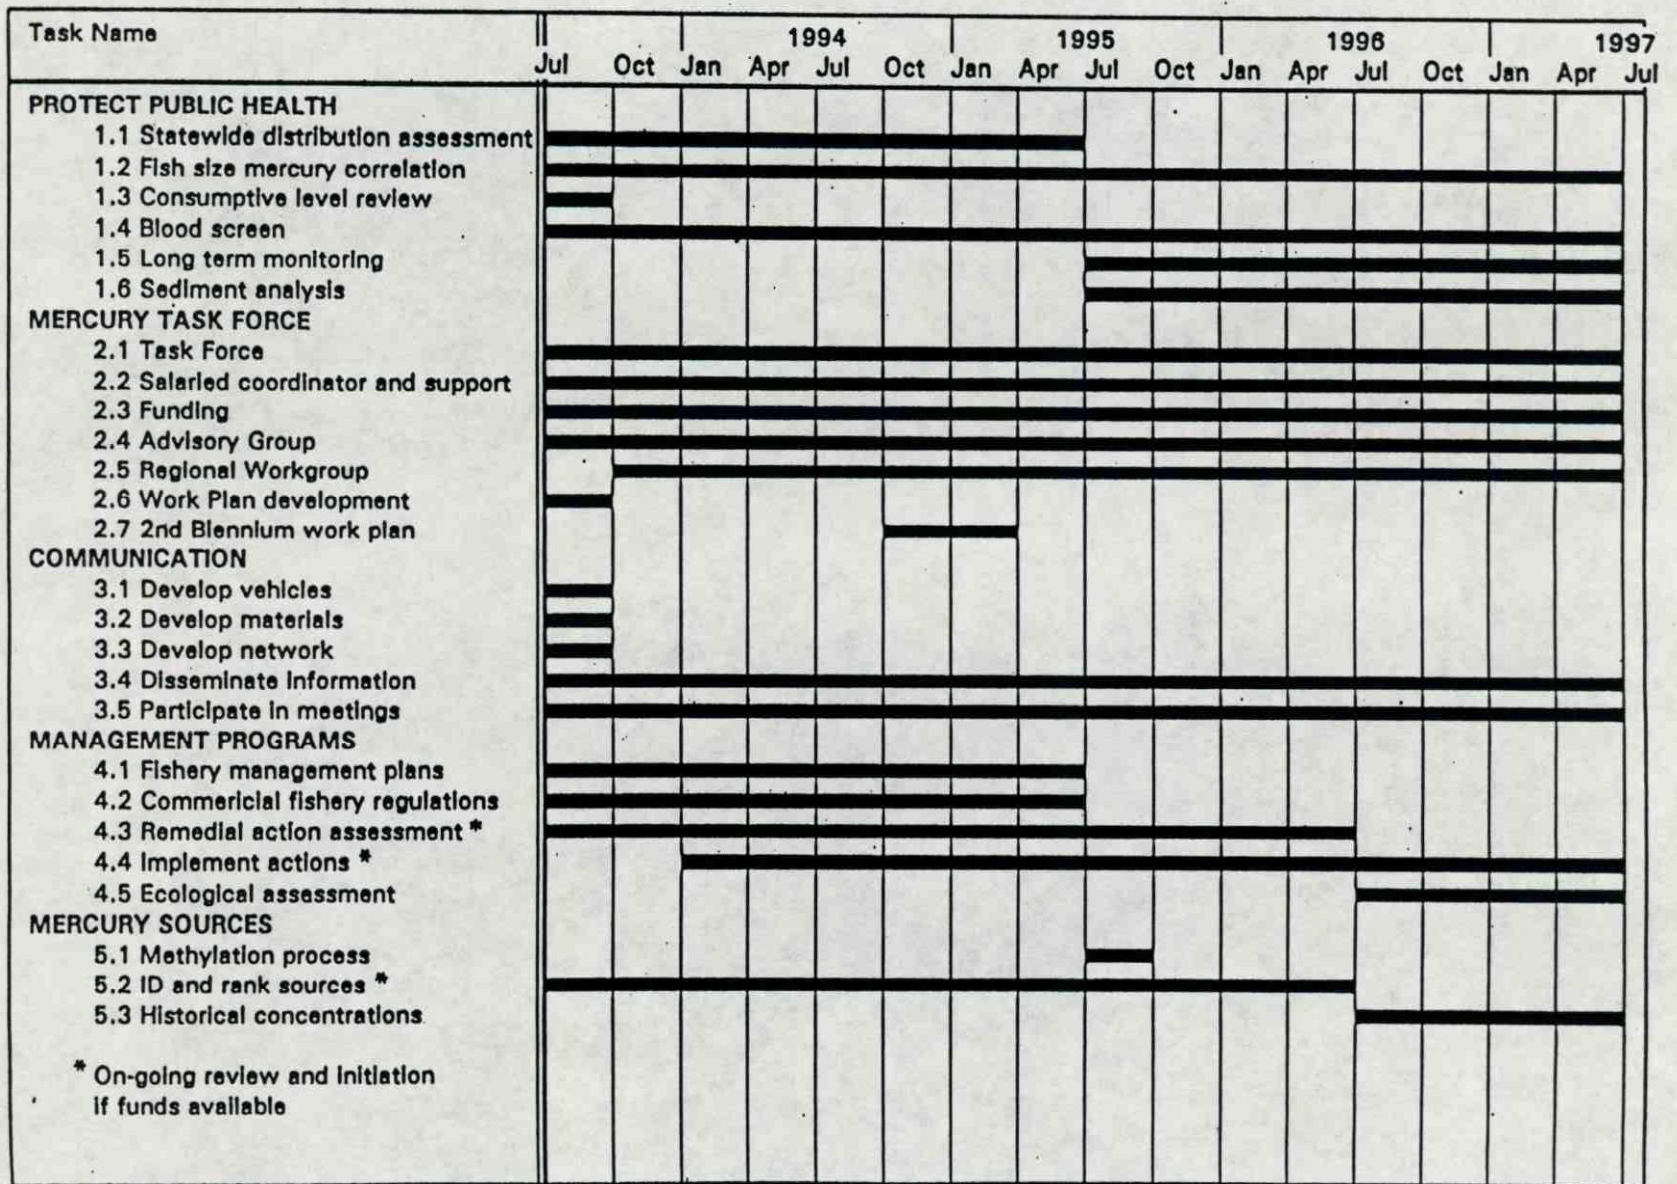 Task Name
1994 1995 1996 1997
Jul Oct Jan Apr Jul Oct Jan Apr Jul Oct Jan Apr Jul Oct Jan Apr Jul
PROTECT PUBLIC HEALTH
1.1 Statewide distribution assessment
1.2 Fish size mercury correlation
1.3 Consumptive level review
1.4 Blood screen
1.5 Long term monitoring
1.6 Sediment analysis
MERCURY TASK FORCE
2.1 Task Force
2.2 Salaried coordinator and support
2.3 Funding
2.4 Advisory Group
2.5 Regional Workgroup
2.6 Work Plan development
2.7 2nd Biennium work plan
COMMUNICATION
3.1 Develop vehicles
3.2 Develop materials
3.3 Develop network
3.4 Disseminate information
3.5 Participate in meetings
MANAGEMENT PROGRAMS
4.1 Fishery management plans
4.2 Commericial fishery regulations
4.3 Remedial action assessment *
4.4 Implement actions *
4.5 Ecological assessment
MERCURY SOURCES
5.1 Methylation process
5.2 ID and rank sources *
5.3 Historical concentrations
* On-going review and initiation
if funds available